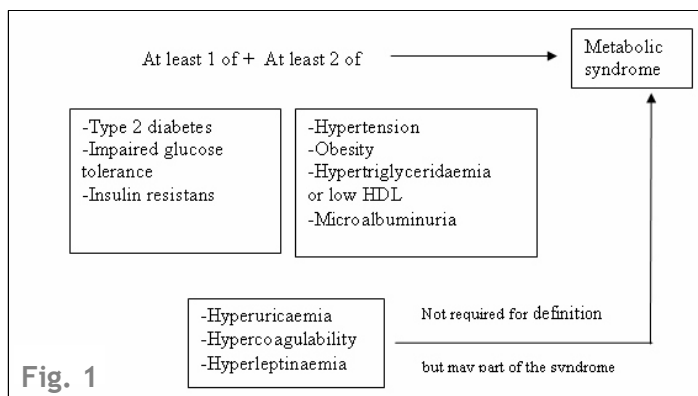 At least 1 of + At least 2 of
Metabolic
syndrome
-Type 2 diabetes
-Impaired glucose
tolerance
-Insulin resistans
-Hypertension
-Obesity
-Hypertriglyceridaemia
or low HDL
-Microalbuminuria
-Hyperuricaemia
-Hypercoagulability
-Hyperleptinaemia
Not required for definition
but may part of the syndrome
Fig. 1